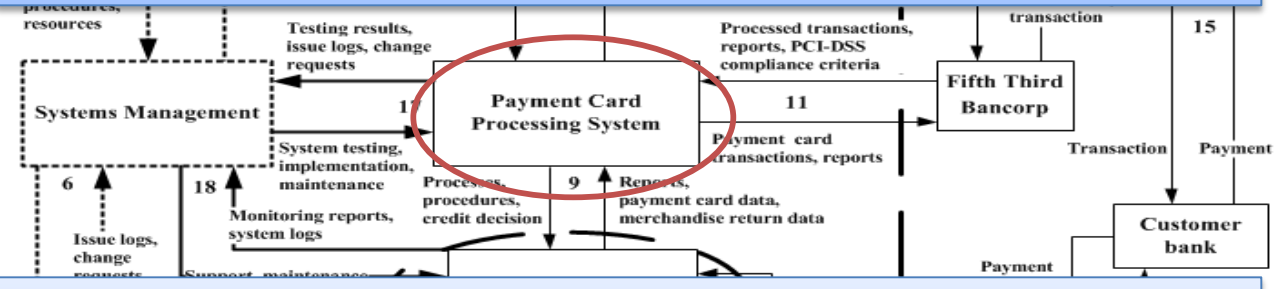 procedures,
resources
Testing results,
issue logs, change
requests
Processed transactions,
reports, PCI-DSS
compliance criteria
transaction
15
Systems Management
17
Payment Card
Processing System
11
Fifth Third
Bancorp
System testing,
implementation,
maintenance
Payment card
transactions, reports
Transaction
Payment
6
18
Processes,
procedures,
credit decision
9
Reports,
payment card data,
merchandise return data
Monitoring reports,
system logs
Issue logs,
change
requests
Support, maintenance
Customer
bank
Payment